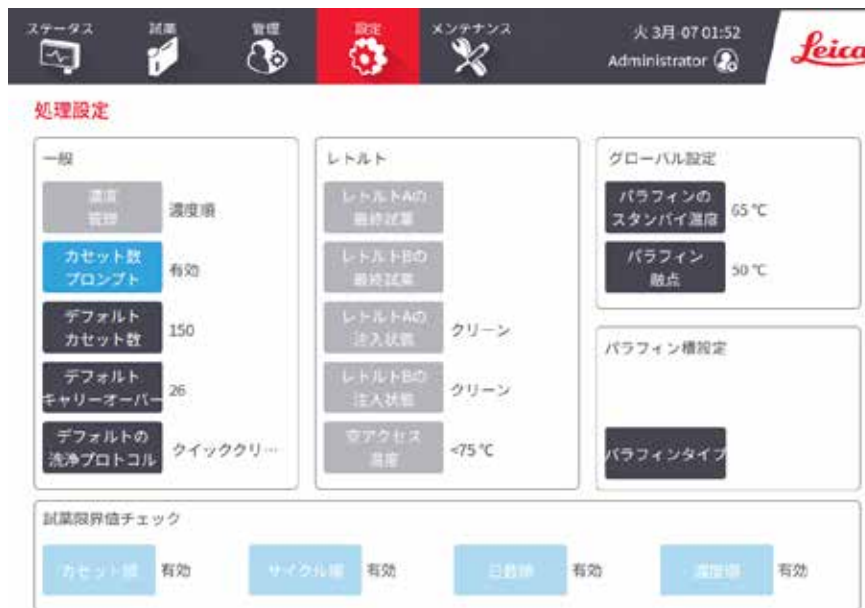 ステータス
試薬
管理
設定
メンテナンス
火 3月-07 01:52
Administrator
Leica
処理設定
一般
濃度
管理
濃度順
カセット数
プロンプト
有効
デフォルト
カセット数
150
デフォルト
キャリーオーバー
26
デフォルトの
洗浄プロトコル
クイッククリ…
レトルト
レトルトAの
最終試薬
レトルトBの
最終試薬
レトルトAの
注入状態
クリーン
レトルトBの
注入状態
クリーン
空アクセス
温度
<75 ℃
グローバル設定
パラフィンの
スタンバイ温度
65 ℃
パラフィン
融点
50 ℃
パラフィン槽設定
パラフィンタイプ
試薬限界値チェック
カセット順
有効
サイクル順
有効
日数順
有効
濃度順
有効